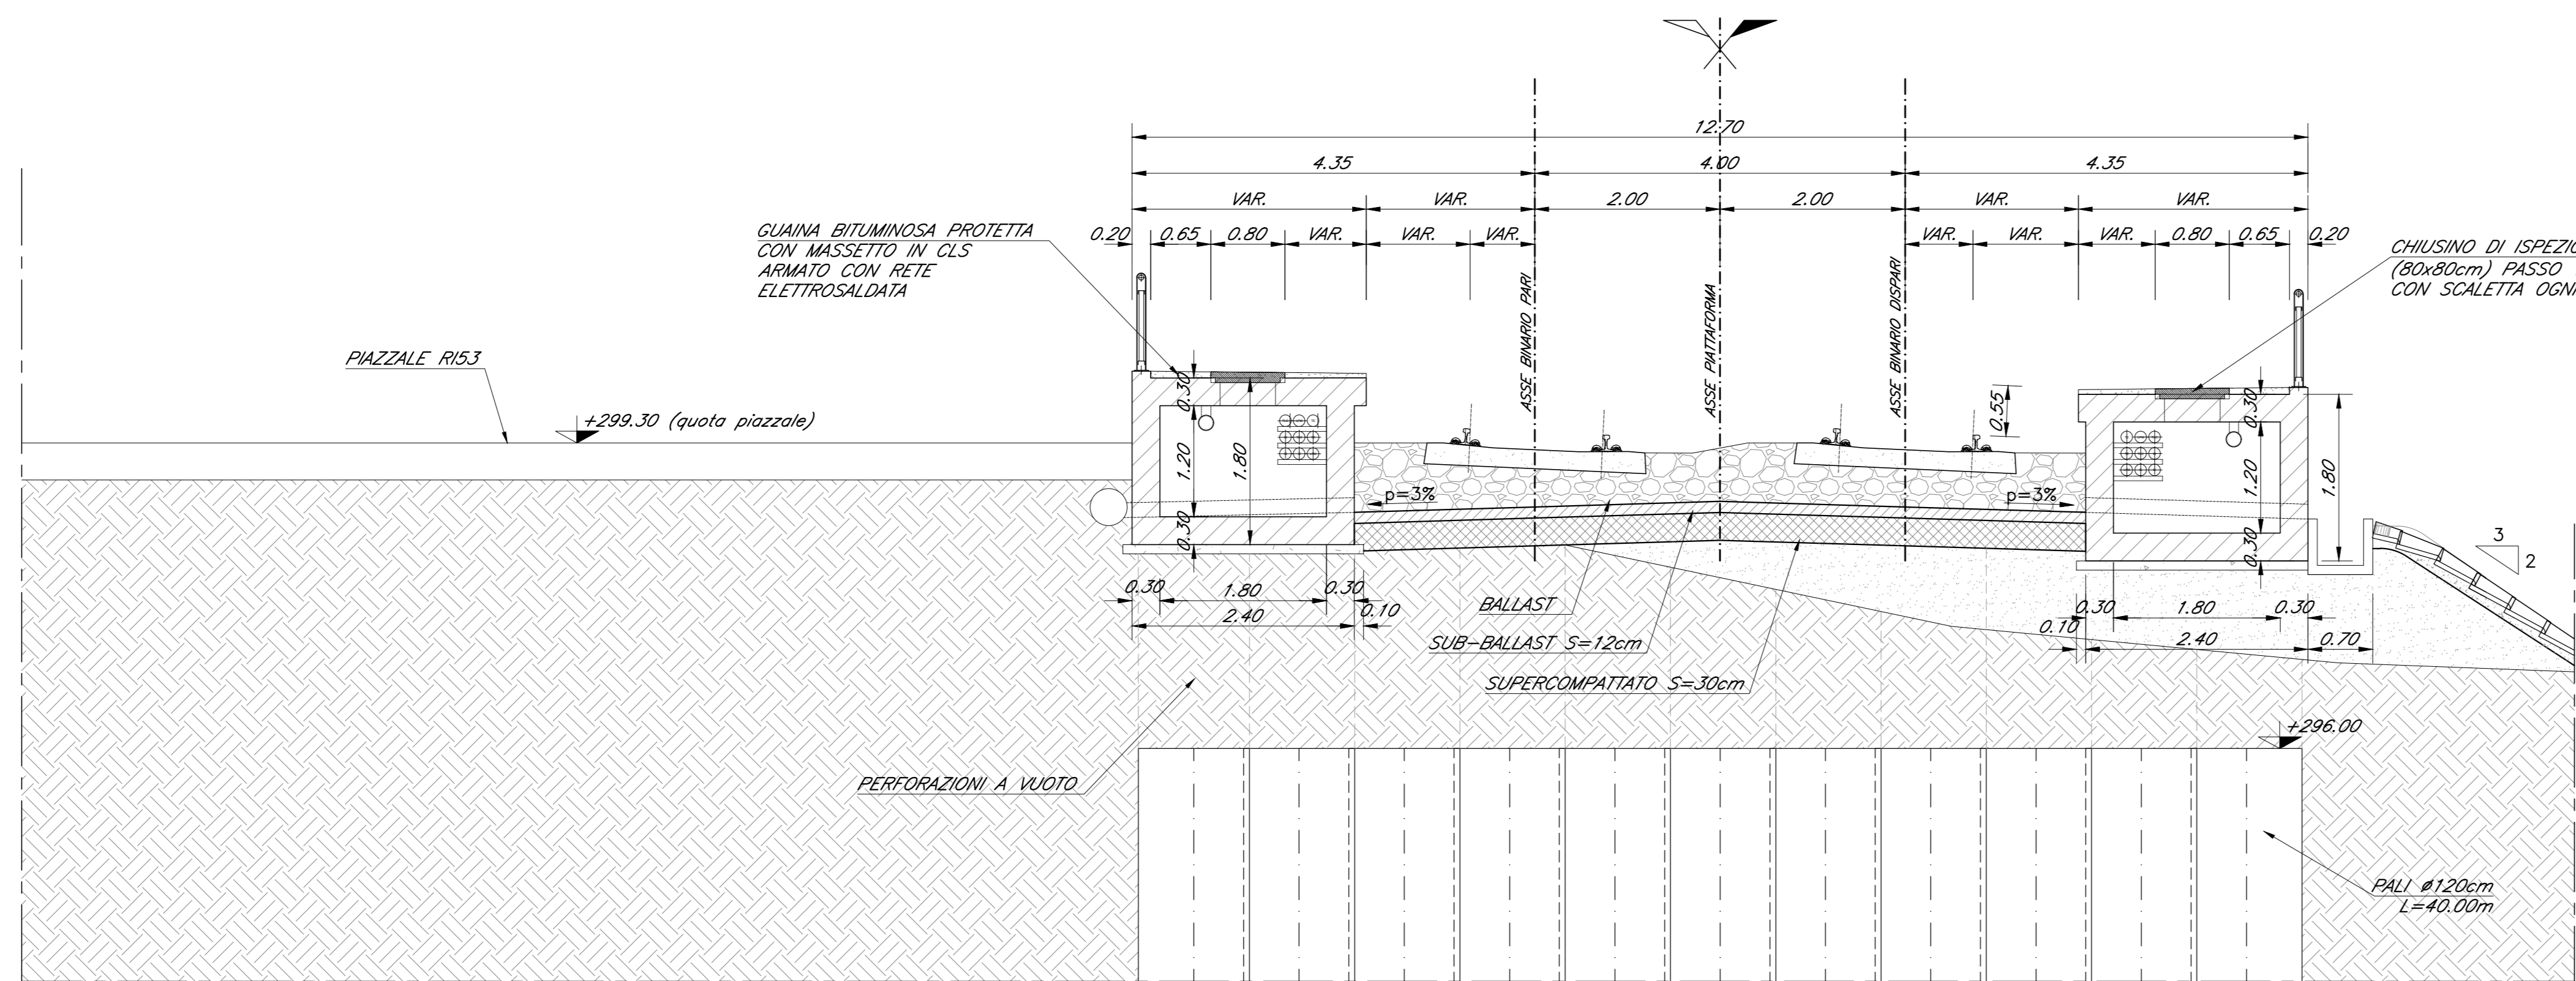 12.70
4.35
4.00
4.35
VAR.
VAR.
2.00
2.00
VAR.
VAR.
0.20
0.65
0.80
VAR.
VAR.
VAR.
VAR.
VAR.
VAR.
0.80
0.65
0.20
GUAINA BITUMINOSA PROTETTA
CON MASSETTO IN CLS
ARMATO CON RETE
ELETTROSALDATA
CHIUSINO DI ISPEZIO
(80x80cm) PASSO
CON SCALETTA OGNI
ASSE BINARIO PARI
ASSE PIATTAFORMA
ASSE BINARIO DISPARI
PIAZZALE RI53
+299.30 (quota piazzale)
0.30
1.20
1.80
0.30
0.55
0.30
1.20
1.80
0.30
p=3%
p=3%
3
2
0.30
1.80
0.30
2.40
0.10
BALLAST
SUB-BALLAST S=12cm
SUPERCOMPATTATO S=30cm
0.30
1.80
0.30
0.10
2.40
0.70
+296.00
PERFORAZIONI A VUOTO
PALI ø120cm
L=40.00m